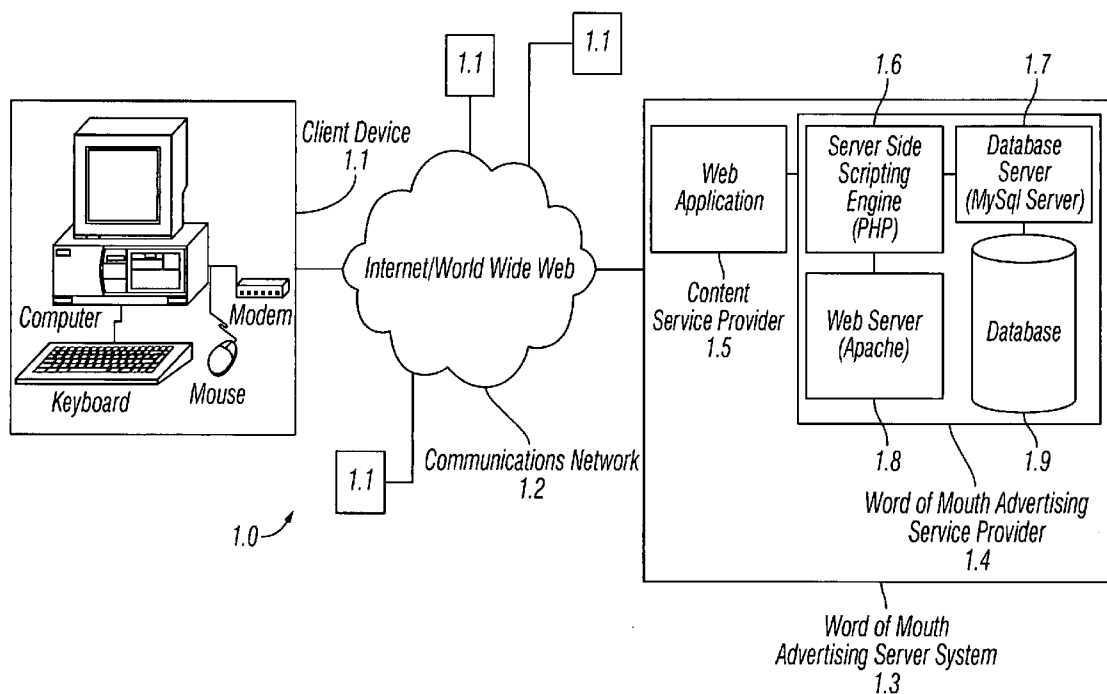 1.1
1.1
Client Device
1.1
Computer
Modem
Keyboard
Mouse
Internet/World Wide Web
1.1
Communications Network
1.2
1.0
1.6
1.7
Web
Application
Server Side
Scripting
Engine
(PHP)
Database
Server
(MySql Server)
Content
Service Provider
1.5
Web Server
(Apache)
Database
1.8
1.9
Word of Mouth Advertising
Service Provider
1.4
Word of Mouth
Advertising Server System
1.3